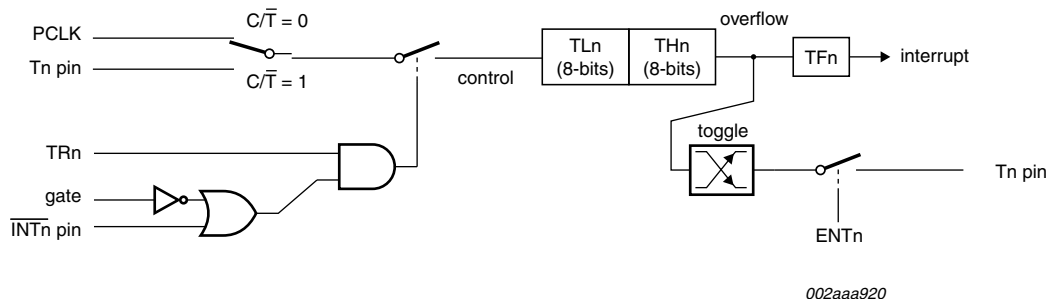 C/T̅ = 0
overflow
PCLK
TLn
(8-bits)
THn
(8-bits)
TFn
interrupt
Tn pin
C/T̅ = 1
control
toggle
TRn
Tn pin
gate
I̅N̅T̅n̅ pin
ENTn
002aaa920